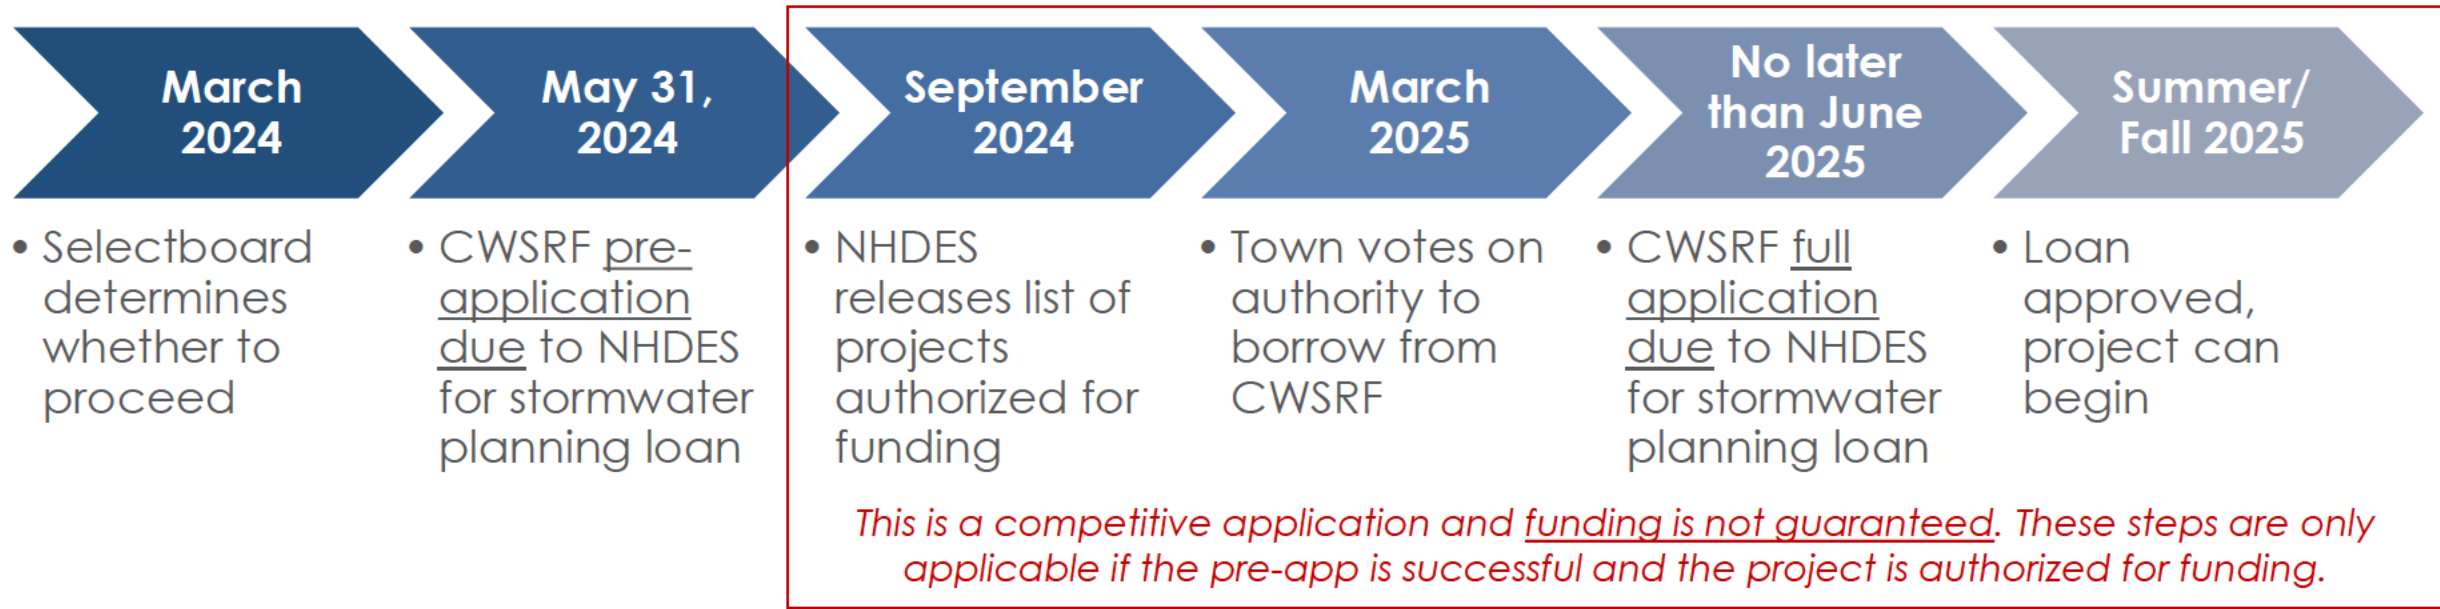 March
2024
May 31,
2024
September
2024
March
2025
No later
than June
2025
Summer/
Fall 2025
• Selectboard
determines
whether to
proceed
• CWSRF pre-
application
due to NHDES
for stormwater
planning loan
• NHDES
releases list of
projects
authorized for
funding
• Town votes on
authority to
borrow from
CWSRF
• CWSRF full
application
due to NHDES
for stormwater
planning loan
• Loan
approved,
project can
begin
This is a competitive application and funding is not guaranteed. These steps are only
applicable if the pre-app is successful and the project is authorized for funding.